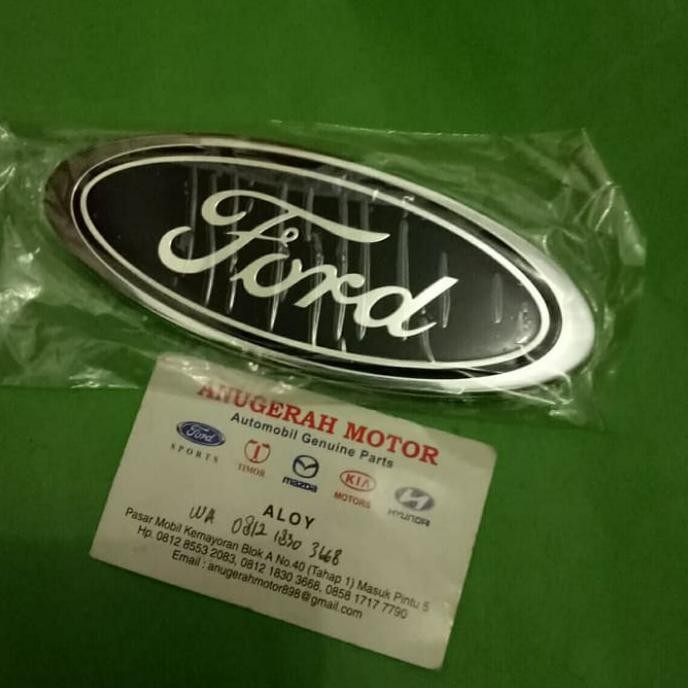 Ford
ANUGERAH MOTOR
Automobil Genuine Parts
Ford
SPORTS
TIMOR
mazda
KIA
MOTORS
HYUNDAI
ALOY
WA 0812 1830 3668
Pasar Mobil Kemayoran Blok A No.40 (Tahap 1) Masuk Pintu 5
Hp. 0812 8553 2083, 0812 1830 3668, 0858 1717 7790
Email : anugerahmotor898@gmail.com